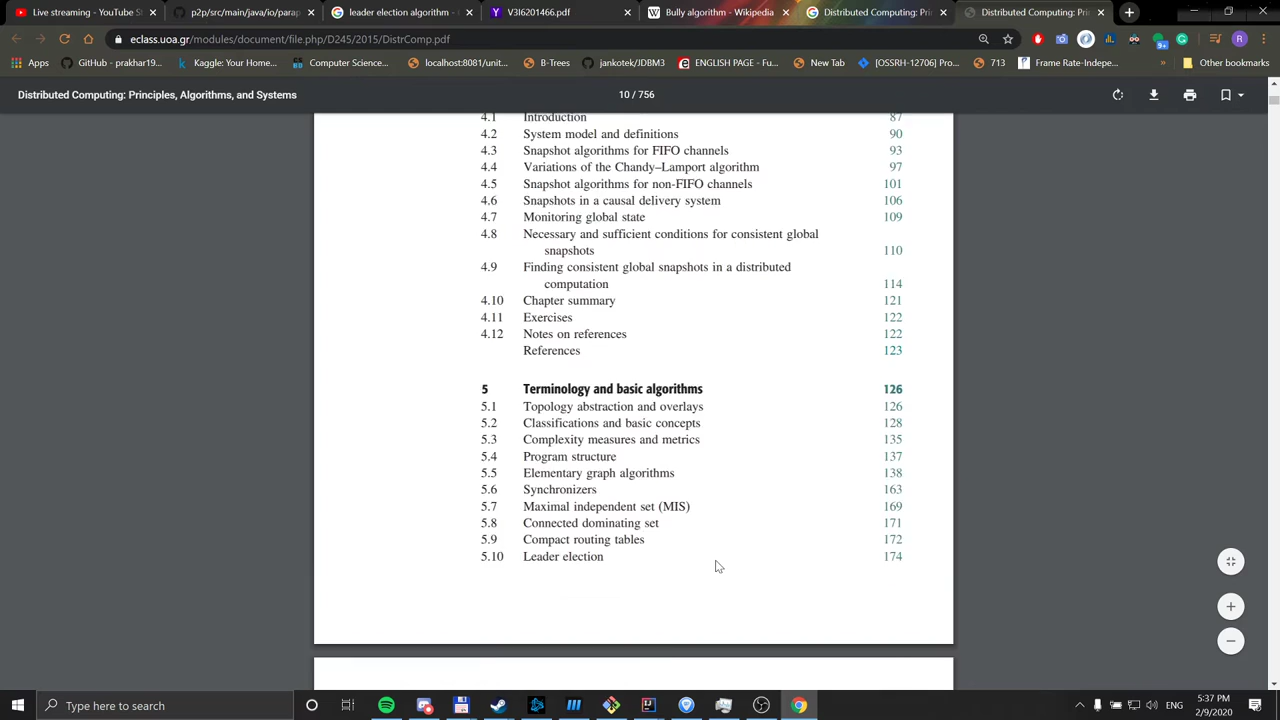 Live streaming - YouTube S
p2p/src/main/java/io/parap
leader election algorithm
V3I6201466.pdf
Bully algorithm - Wikipedia
Distributed Computing: Prin
Distributed Computing: Prin
eclass.uoa.gr/modules/document/file.php/D245/2015/DistrComp.pdf
Apps
GitHub - prakhar19...
Kaggle: Your Home...
Computer Science...
localhost:8081/unit...
B-Trees
jankotek/JDBM3
ENGLISH PAGE - Fu...
New Tab
[OSSRH-12706] Pro...
713
Frame Rate-Indepe...
Other bookmarks
Distributed Computing: Principles, Algorithms, and Systems
10 / 756
4.1 Introduction 87
4.2 System model and definitions 90
4.3 Snapshot algorithms for FIFO channels 93
4.4 Variations of the Chandy–Lamport algorithm 97
4.5 Snapshot algorithms for non-FIFO channels 101
4.6 Snapshots in a causal delivery system 106
4.7 Monitoring global state 109
4.8 Necessary and sufficient conditions for consistent global
snapshots 110
4.9 Finding consistent global snapshots in a distributed
computation 114
4.10 Chapter summary 121
4.11 Exercises 122
4.12 Notes on references 122
References 123
5 Terminology and basic algorithms 126
5.1 Topology abstraction and overlays 126
5.2 Classifications and basic concepts 128
5.3 Complexity measures and metrics 135
5.4 Program structure 137
5.5 Elementary graph algorithms 138
5.6 Synchronizers 163
5.7 Maximal independent set (MIS) 169
5.8 Connected dominating set 171
5.9 Compact routing tables 172
5.10 Leader election 174
Type here to search
ENG
5:37 PM
2/9/2020